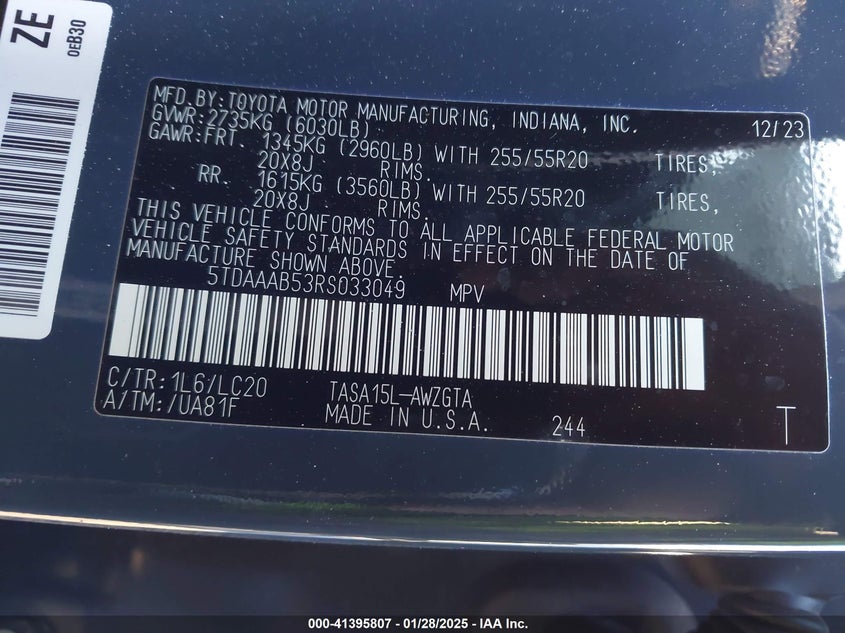 ZE
0EB30
MFD.BY:TOYOTA MOTOR MANUFACTURING, INDIANA, INC. 12/23
GVWR:2735KG (6030LB)
GAWR:FRT. 1345KG (2960LB) WITH 255/55R20 TIRES,
20X8J RIMS.
RR. 1615KG (3560LB) WITH 255/55R20 TIRES,
20X8J RIMS.
THIS VEHICLE CONFORMS TO ALL APPLICABLE FEDERAL MOTOR
VEHICLE SAFETY STANDARDS IN EFFECT ON THE DATE OF
MANUFACTURE SHOWN ABOVE.
5TDAAAB53RS033049 MPV
C/TR:1L6/LC20 TASA15L-AWZGTA
A/TM:/UA81F MADE IN U.S.A. 244 T
000-41395807 - 01/28/2025 - IAA Inc.